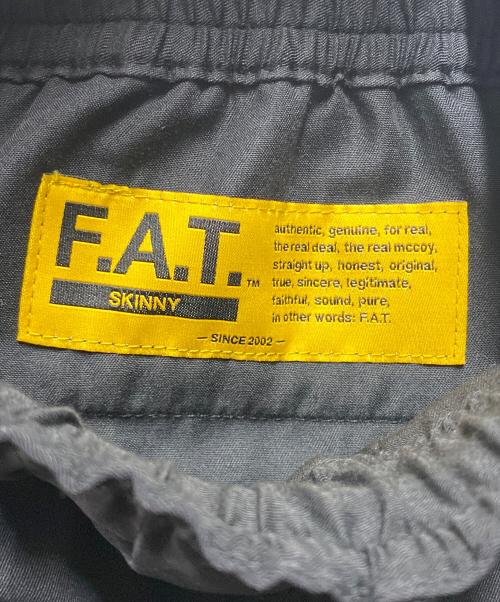 F.A.T.™
SKINNY
authentic, genuine, for real,
the real deal, the real mccoy,
straight up, honest, original,
true, sincere, legitimate,
faithful, sound, pure,
in other words: F.A.T.
— SINCE 2002 —